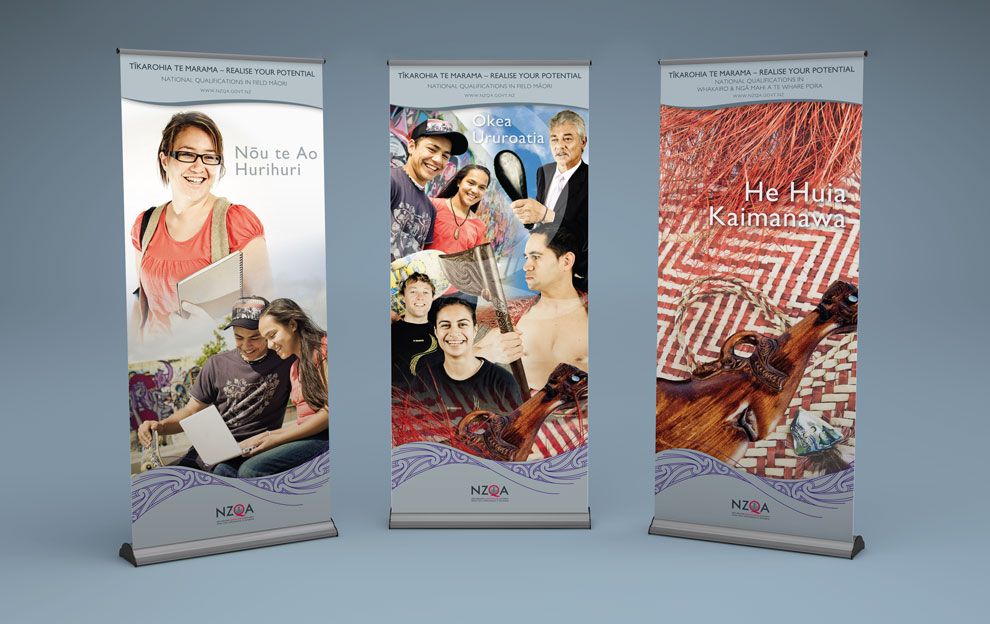 TĪKAROHIA TE MARAMA – REALISE YOUR POTENTIAL
NATIONAL QUALIFICATIONS IN FIELD MĀORI
WWW.NZQA.GOVT.NZ
Nōu te Ao
Hurihuri
NZQA
TĪKAROHIA TE MARAMA – REALISE YOUR POTENTIAL
NATIONAL QUALIFICATIONS IN FIELD MĀORI
WWW.NZQA.GOVT.NZ
Okea
Ururoatia
NZQA
TĪKAROHIA TE MARAMA – REALISE YOUR POTENTIAL
NATIONAL QUALIFICATIONS IN
WHAKAIRO & NGĀ MAHI A TE WHARE PORA
WWW.NZQA.GOVT.NZ
He Huia
Kaimanawa
NZQA